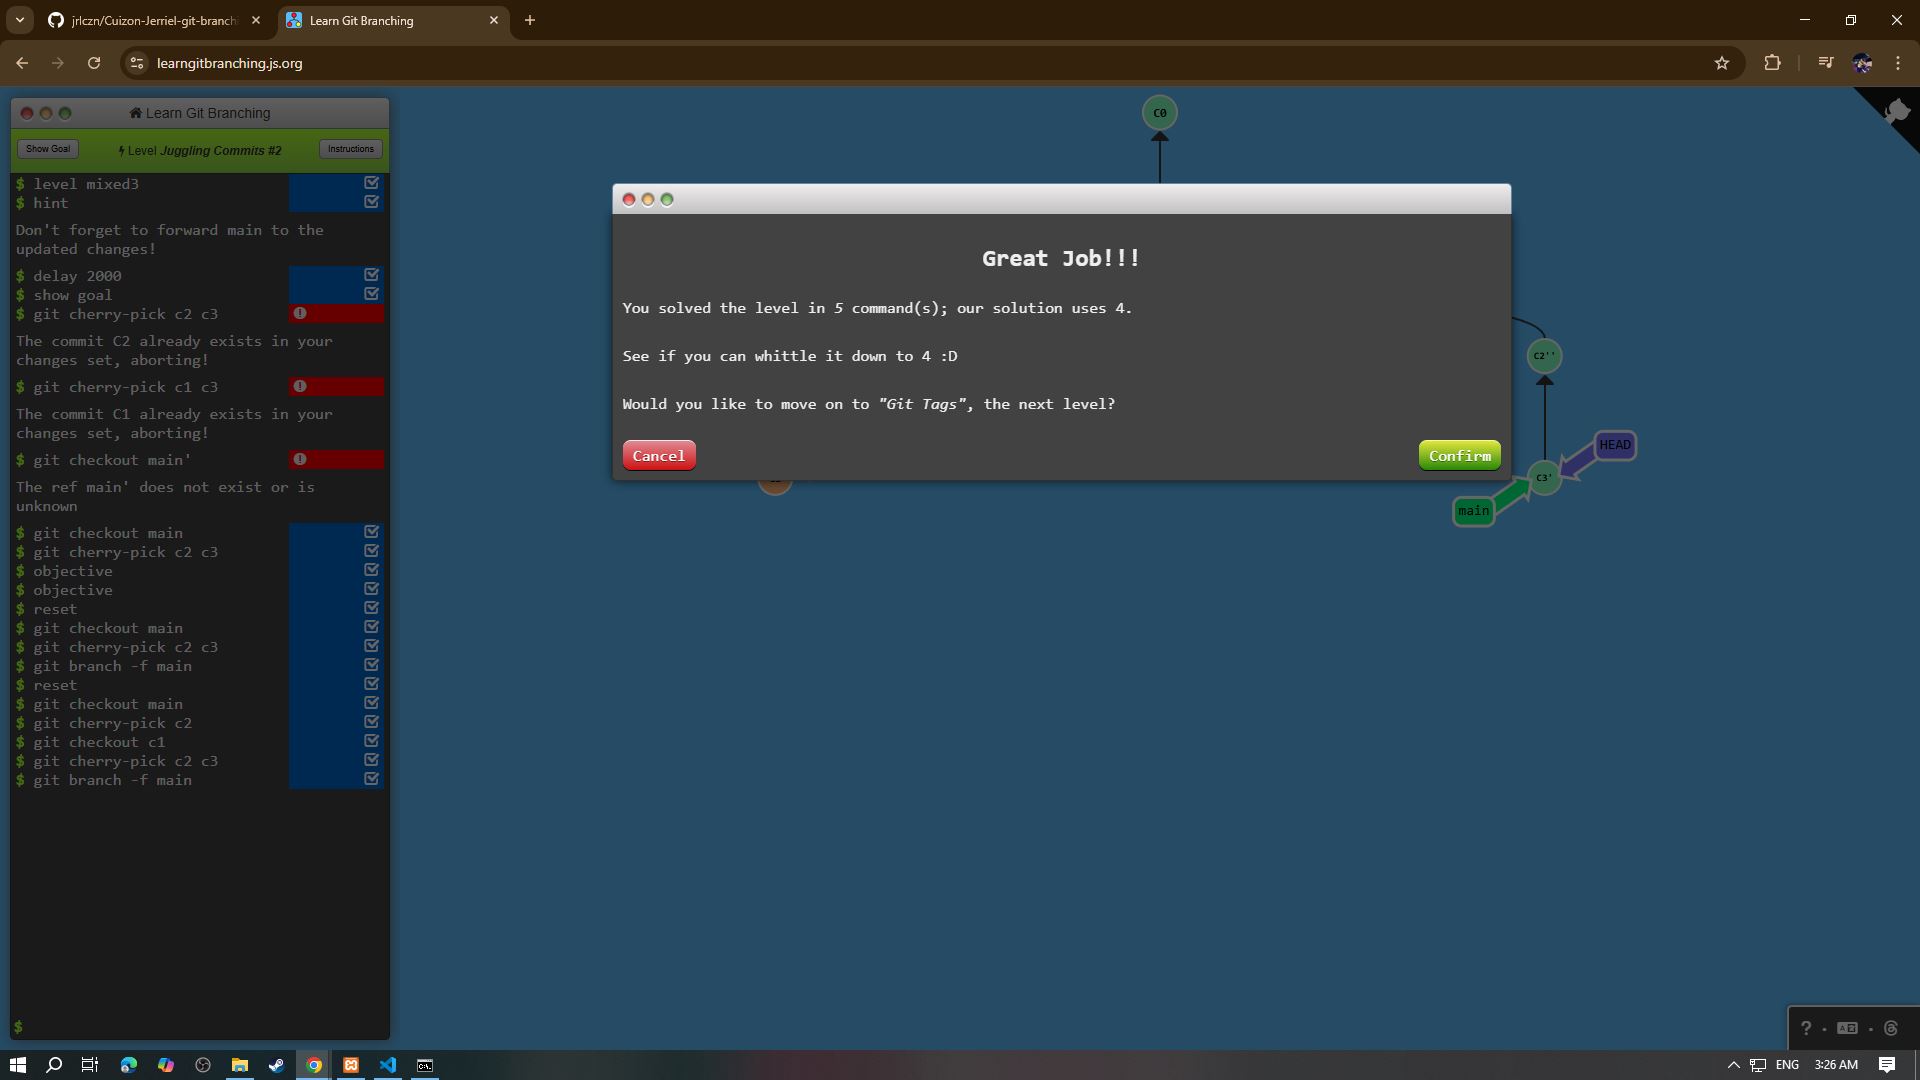 jrlczn/Cuizon-Jerriel-git-branch
Learn Git Branching
learngitbranching.js.org
Learn Git Branching
Show Goal
Level Juggling Commits #2
Instructions
$ level mixed3
$ hint
Don't forget to forward main to the
updated changes!
$ delay 2000
$ show goal
$ git cherry-pick c2 c3
The commit C2 already exists in your
changes set, aborting!
$ git cherry-pick c1 c3
The commit C1 already exists in your
changes set, aborting!
$ git checkout main'
The ref main' does not exist or is
unknown
$ git checkout main
$ git cherry-pick c2 c3
$ objective
$ objective
$ reset
$ git checkout main
$ git cherry-pick c2 c3
$ git branch -f main
$ reset
$ git checkout main
$ git cherry-pick c2
$ git checkout c1
$ git cherry-pick c2 c3
$ git branch -f main
$
C0
Great Job!!!
You solved the level in 5 command(s); our solution uses 4.
See if you can whittle it down to 4 :D
Would you like to move on to "Git Tags", the next level?
Cancel
Confirm
C2''
HEAD
C3'
main
?
ENG
3:26 AM